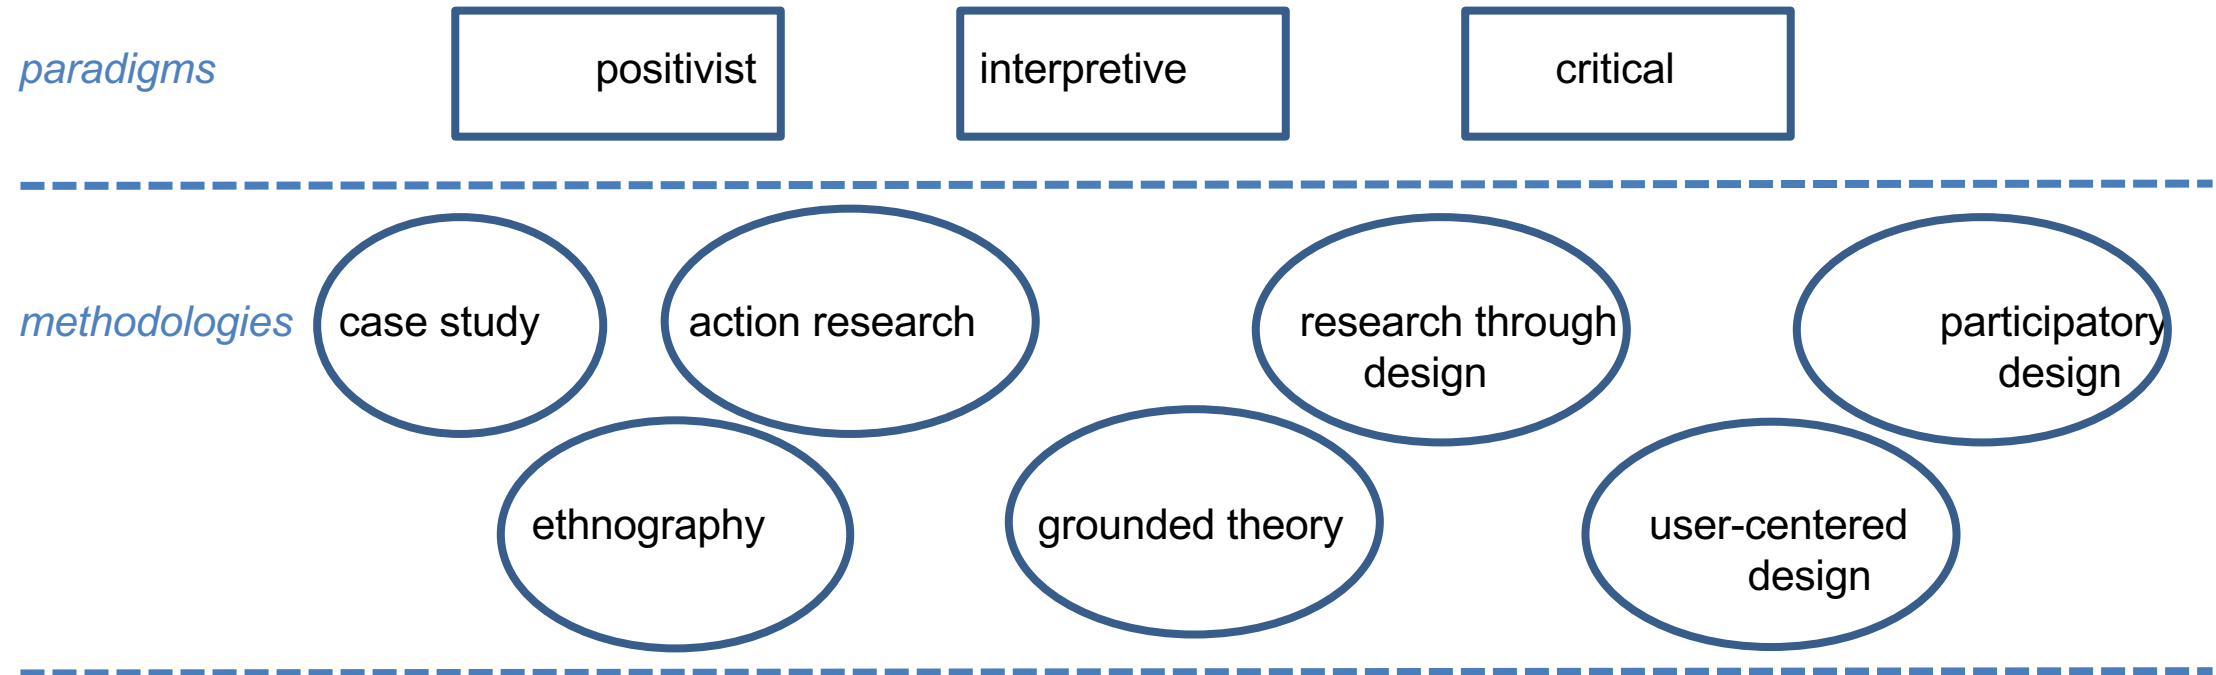 paradigms positivist interpretive critical
methodologies case study action research research through participatory
design design
ethnography grounded theory user-centered
design